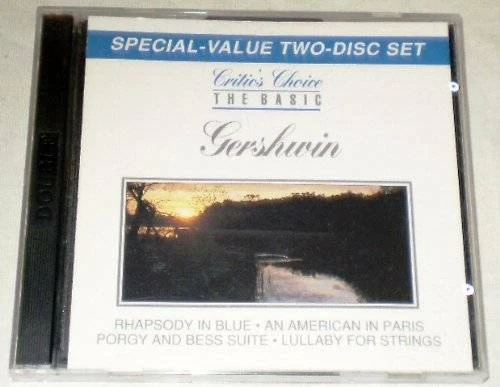 SPECIAL-VALUE TWO-DISC SET
Critic's Choice
THE BASIC
Gershwin
RHAPSODY IN BLUE • AN AMERICAN IN PARIS
PORGY AND BESS SUITE • LULLABY FOR STRINGS
DOUBLE